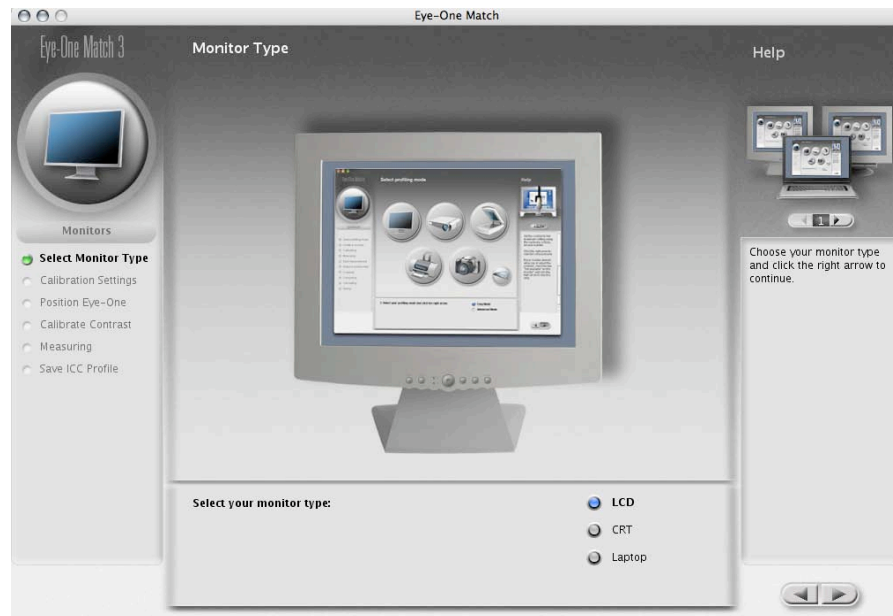 Eye-One Match
Eye-One Match 3
Monitors
Select Monitor Type
Calibration Settings
Position Eye-One
Calibrate Contrast
Measuring
Save ICC Profile
Monitor Type
Select profiling mode
Help
Select your monitor type:
LCD
CRT
Laptop
Help
1
Choose your monitor type
and click the right arrow to
continue.